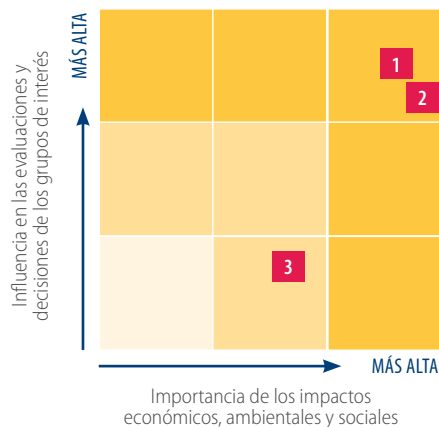 MÁS ALTA
Influencia en las evaluaciones y
decisiones de los grupos de interés
1
2
3
MÁS ALTA
Importancia de los impactos
económicos, ambientales y sociales